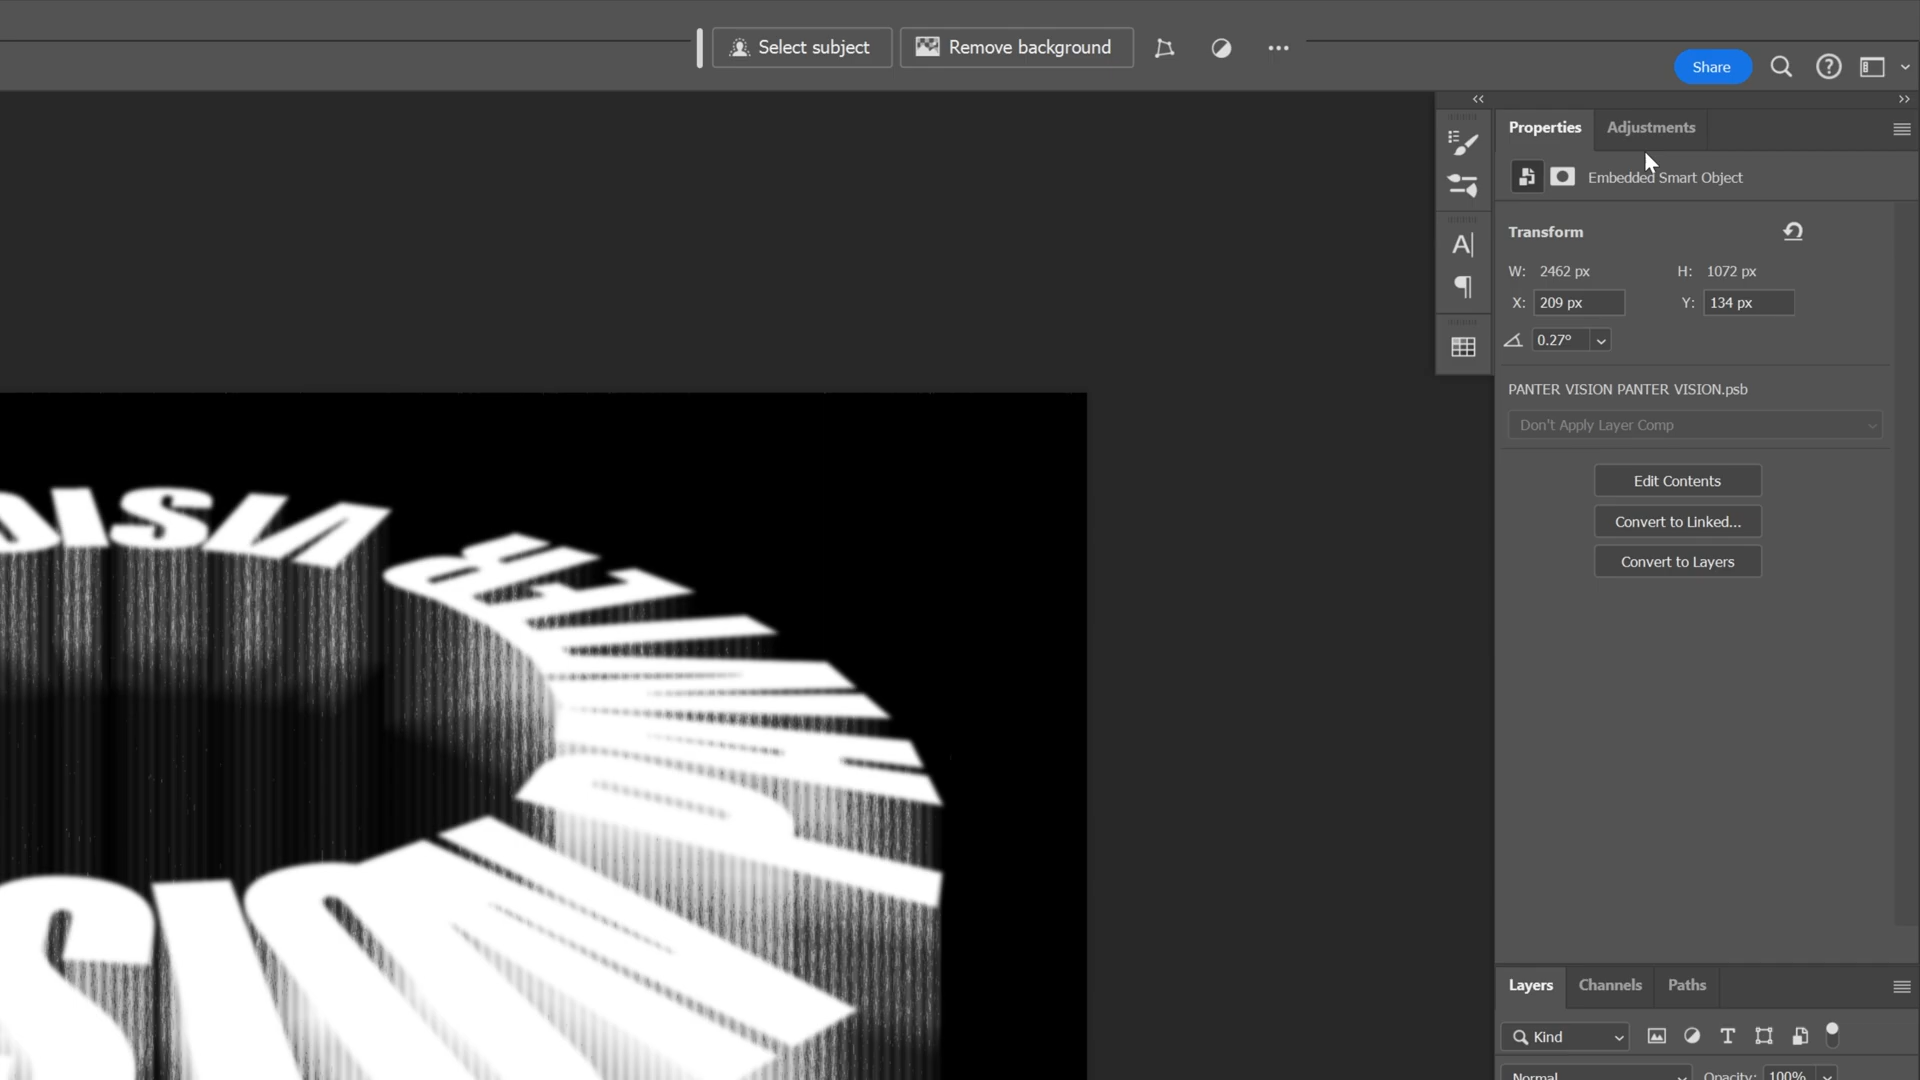 Select subject
Remove background
Share
Properties
Adjustments
Embedded Smart Object
Transform
W: 2462 px
H: 1072 px
X: 209 px
Y: 134 px
0.27°
PANTER VISION PANTER VISION.psb
Don't Apply Layer Comp
Edit Contents
Convert to Linked...
Convert to Layers
Layers
Channels
Paths
Kind
Normal
Opacity: 100%